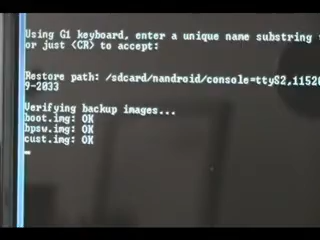 Using G1 keyboard, enter a unique name substring
or just <CR> to accept:
Restore path: /sdcard/nandroid/console=ttyS2,11520
9-2033
Verifying backup images...
boot.img: OK
bpsw.img: OK
cust.img: OK